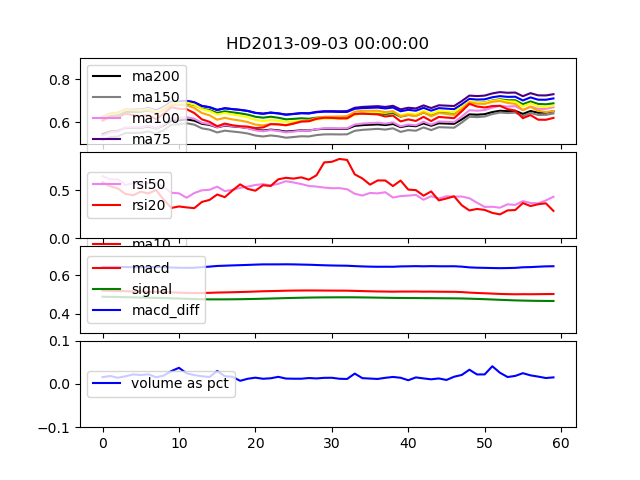 HD2013-09-03 00:00:00
0.8
0.6
ma200
ma150
ma100
ma75
0.5
0.0
rsi50
rsi20
ma10
0.6
0.4
macd
signal
macd_diff
0.1
0.0
−0.1
volume as pct
0 10 20 30 40 50 60